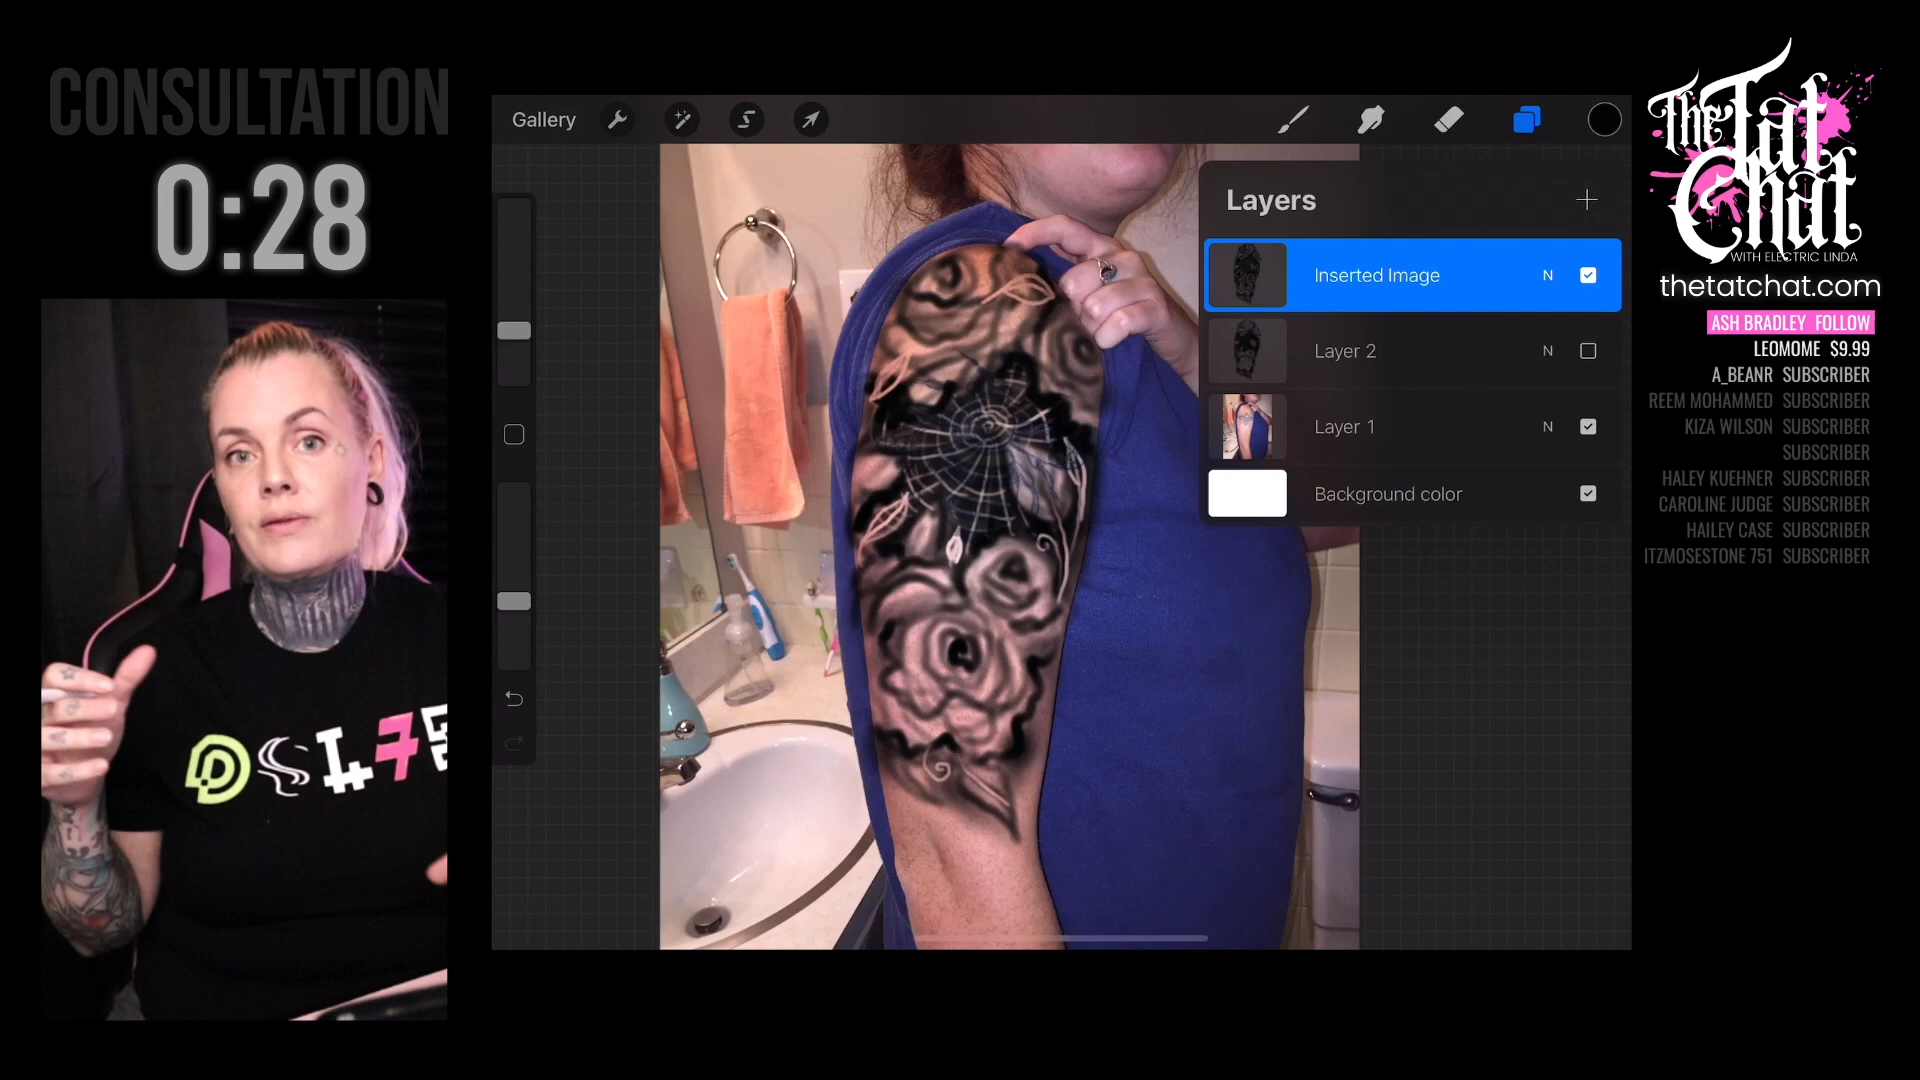 CONSULTATION
0:28
Gallery
Layers
Inserted Image N
Layer 2 N
Layer 1 N
Background color
The Tat Chat
WITH ELECTRIC LINDA
thetatchat.com
ASH BRADLEY FOLLOW
LEOMOME $9.99
A_BEANR SUBSCRIBER
REEM MOHAMMED SUBSCRIBER
KIZA WILSON SUBSCRIBER
SUBSCRIBER
HALEY KUEHNER SUBSCRIBER
CAROLINE JUDGE SUBSCRIBER
HAILEY CASE SUBSCRIBER
ITZMOSESTONE 751 SUBSCRIBER